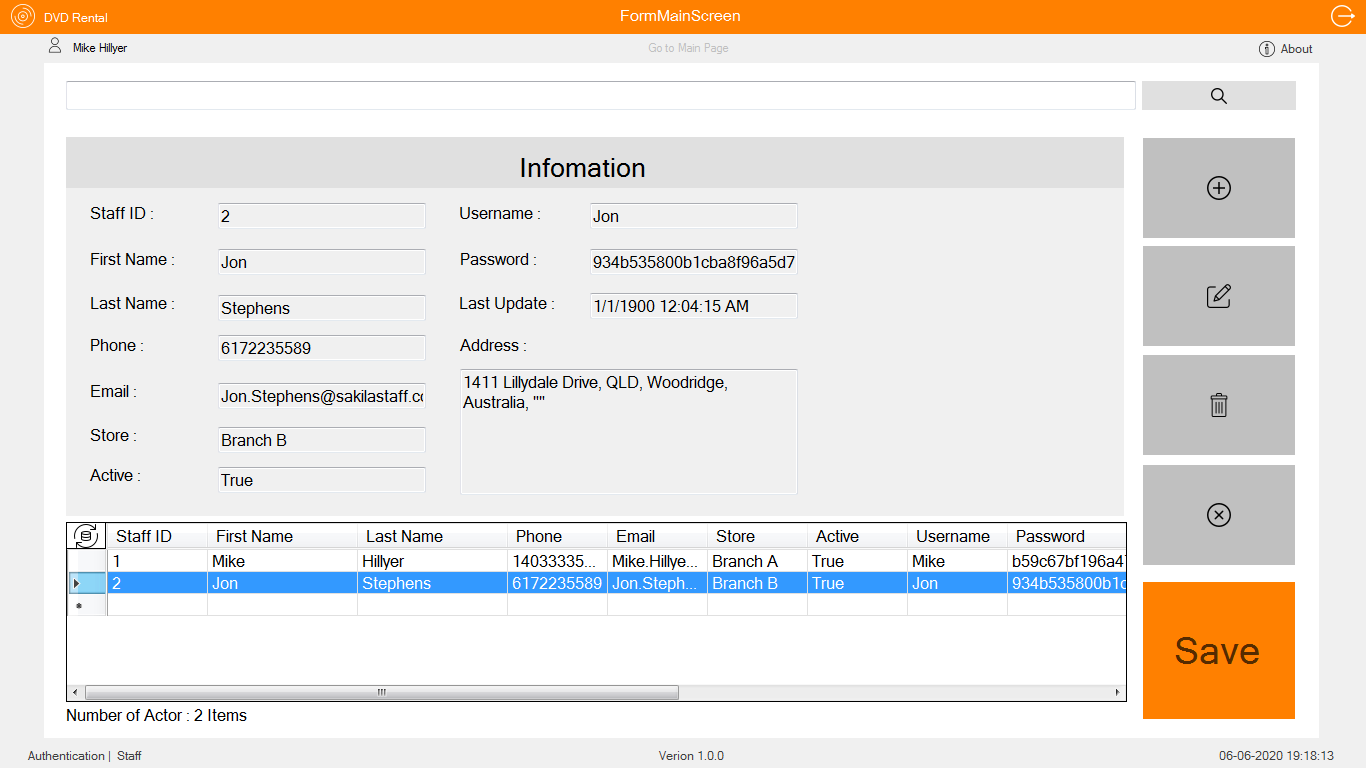 DVD Rental
FormMainScreen
Mike Hillyer
Go to Main Page
About
Infomation
Staff ID :
2
Username :
Jon
First Name :
Jon
Password :
934b535800b1cba8f96a5d7
Last Name :
Stephens
Last Update :
1/1/1900 12:04:15 AM
Phone :
6172235589
Address :
1411 Lillydale Drive, QLD, Woodridge,
Australia, ""
Email :
Jon.Stephens@sakilastaff.co
Store :
Branch B
Active :
True
Staff ID First Name Last Name Phone Email Store Active Username Password
1 Mike Hillyer 14033335... Mike.Hillye... Branch A True Mike b59c67bf196a47
2 Jon Stephens 6172235589 Jon.Steph... Branch B True Jon 934b535800b1c
Save
Number of Actor : 2 Items
Authentication | Staff
Verion 1.0.0
06-06-2020 19:18:13